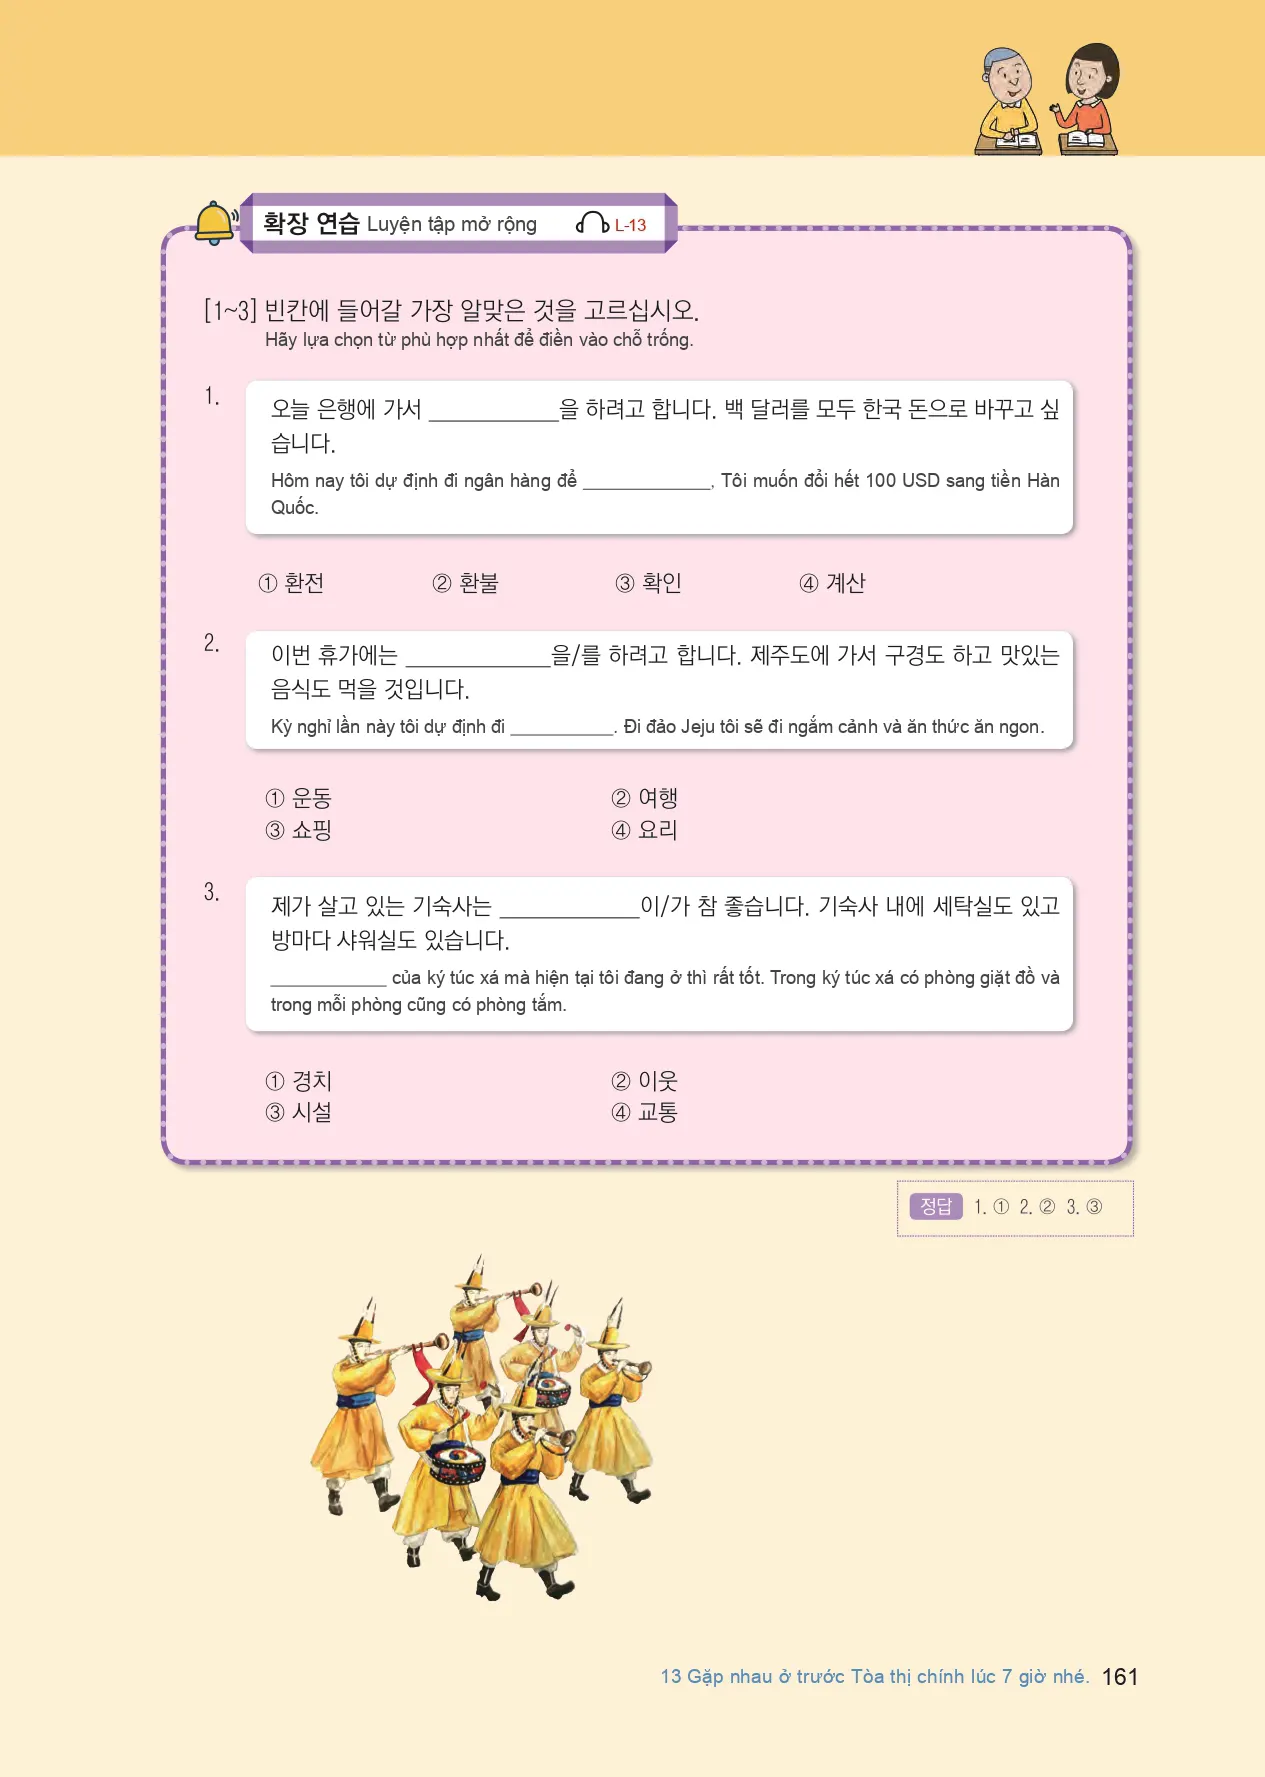 확장 연습 Luyện tập mở rộng L-13
[1~3] 빈칸에 들어갈 가장 알맞은 것을 고르십시오.
Hãy lựa chọn từ phù hợp nhất để điền vào chỗ trống.
1.
오늘 은행에 가서 ____________을 하려고 합니다. 백 달러를 모두 한국 돈으로 바꾸고 싶
습니다.
Hôm nay tôi dự định đi ngân hàng để ____________, Tôi muốn đổi hết 100 USD sang tiền Hàn
Quốc.
① 환전 ② 환불 ③ 확인 ④ 계산
2.
이번 휴가에는 ____________을/를 하려고 합니다. 제주도에 가서 구경도 하고 맛있는
음식도 먹을 것입니다.
Kỳ nghỉ lần này tôi dự định đi __________. Đi đảo Jeju tôi sẽ đi ngắm cảnh và ăn thức ăn ngon.
① 운동 ② 여행
③ 쇼핑 ④ 요리
3.
제가 살고 있는 기숙사는 ____________이/가 참 좋습니다. 기숙사 내에 세탁실도 있고
방마다 샤워실도 있습니다.
___________ của ký túc xá mà hiện tại tôi đang ở thì rất tốt. Trong ký túc xá có phòng giặt đồ và
trong mỗi phòng cũng có phòng tắm.
① 경치 ② 이웃
③ 시설 ④ 교통
정답 1. ① 2. ② 3. ③
13 Gặp nhau ở trước Tòa thị chính lúc 7 giờ nhé. 161